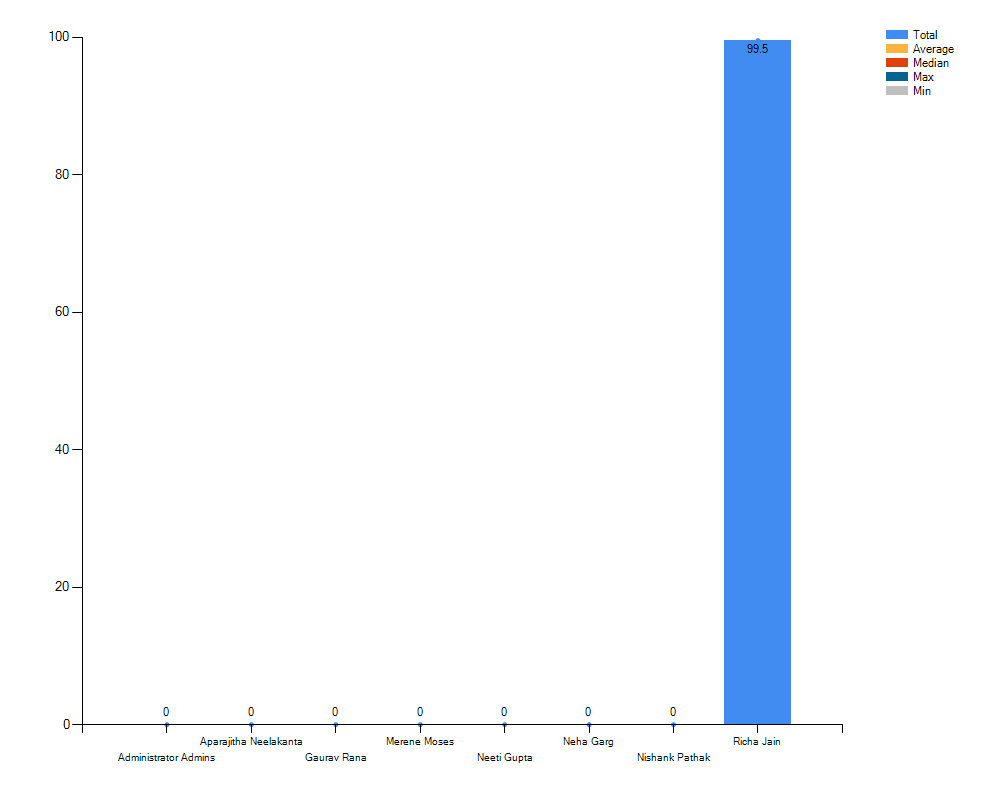 100
80
60
40
20
0
99.5
0 0 0 0 0 0 0
Aparajitha Neelakanta Merene Moses Neha Garg Richa Jain
Administrator Admins Gaurav Rana Neeti Gupta Nishank Pathak
Total
Average
Median
Max
Min